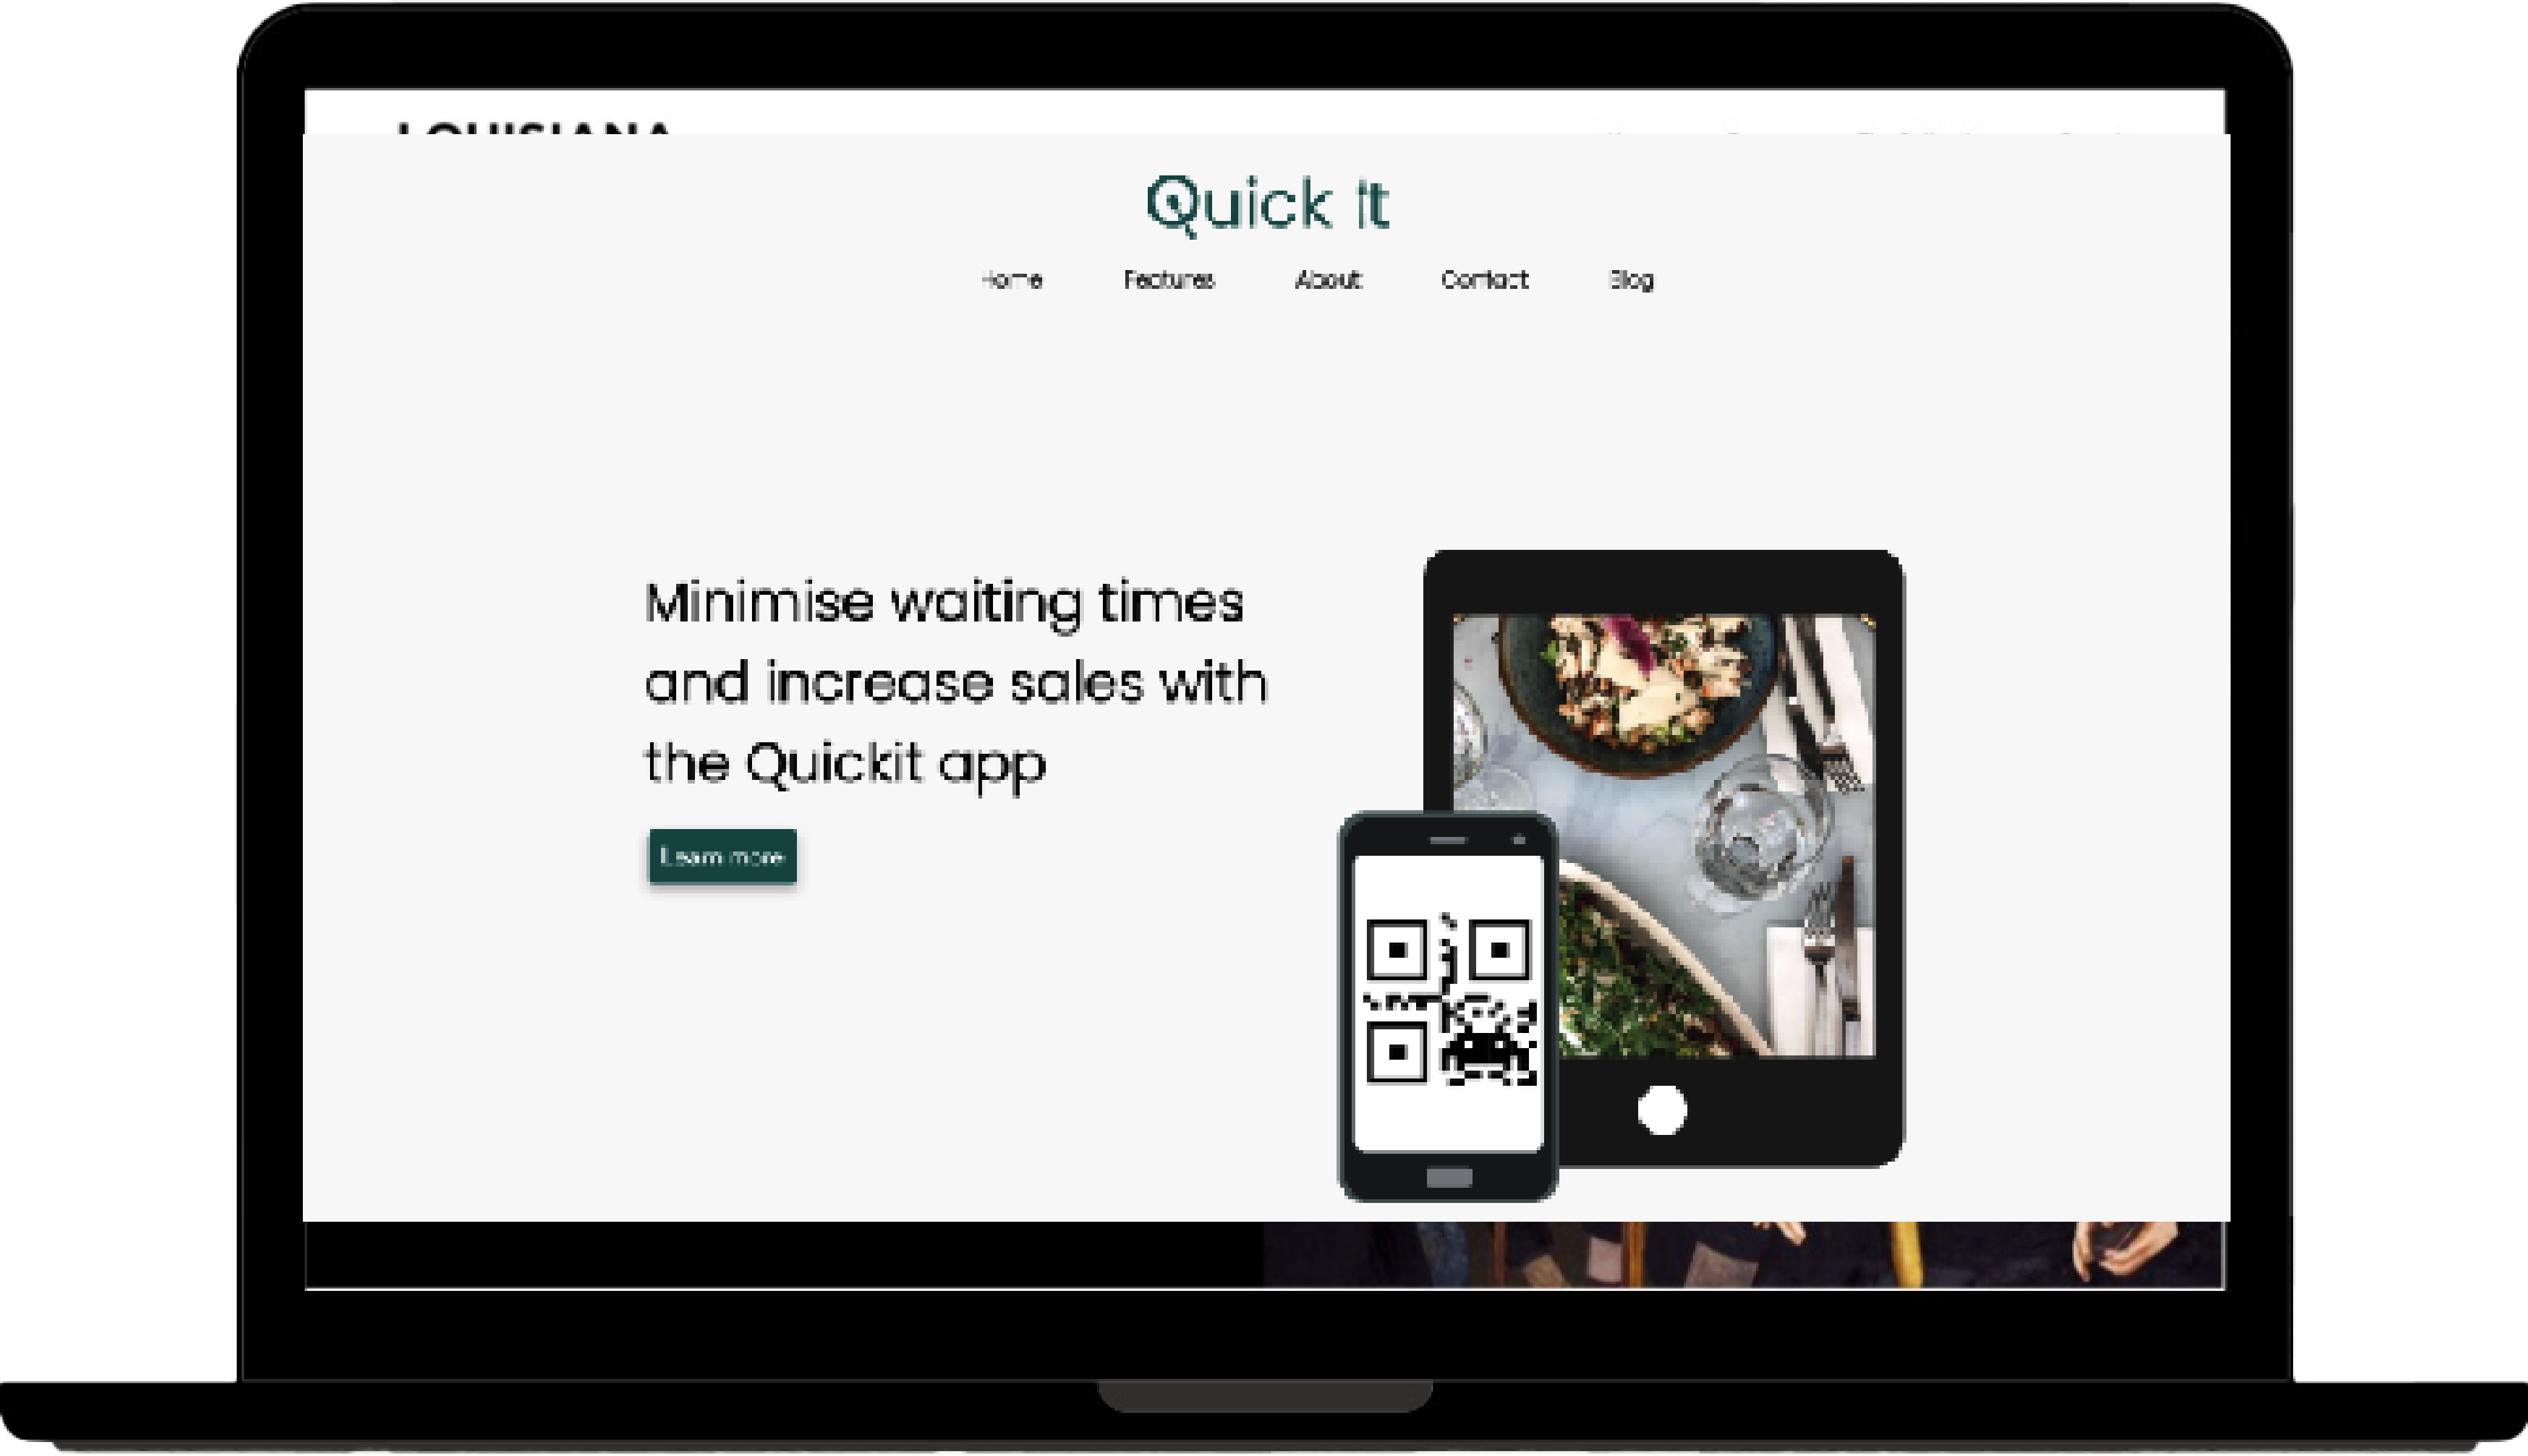 LOUISIANA
Quick it
Home Features About Contact Blog
Minimise waiting times
and increase sales with
the Quickit app
Learn more